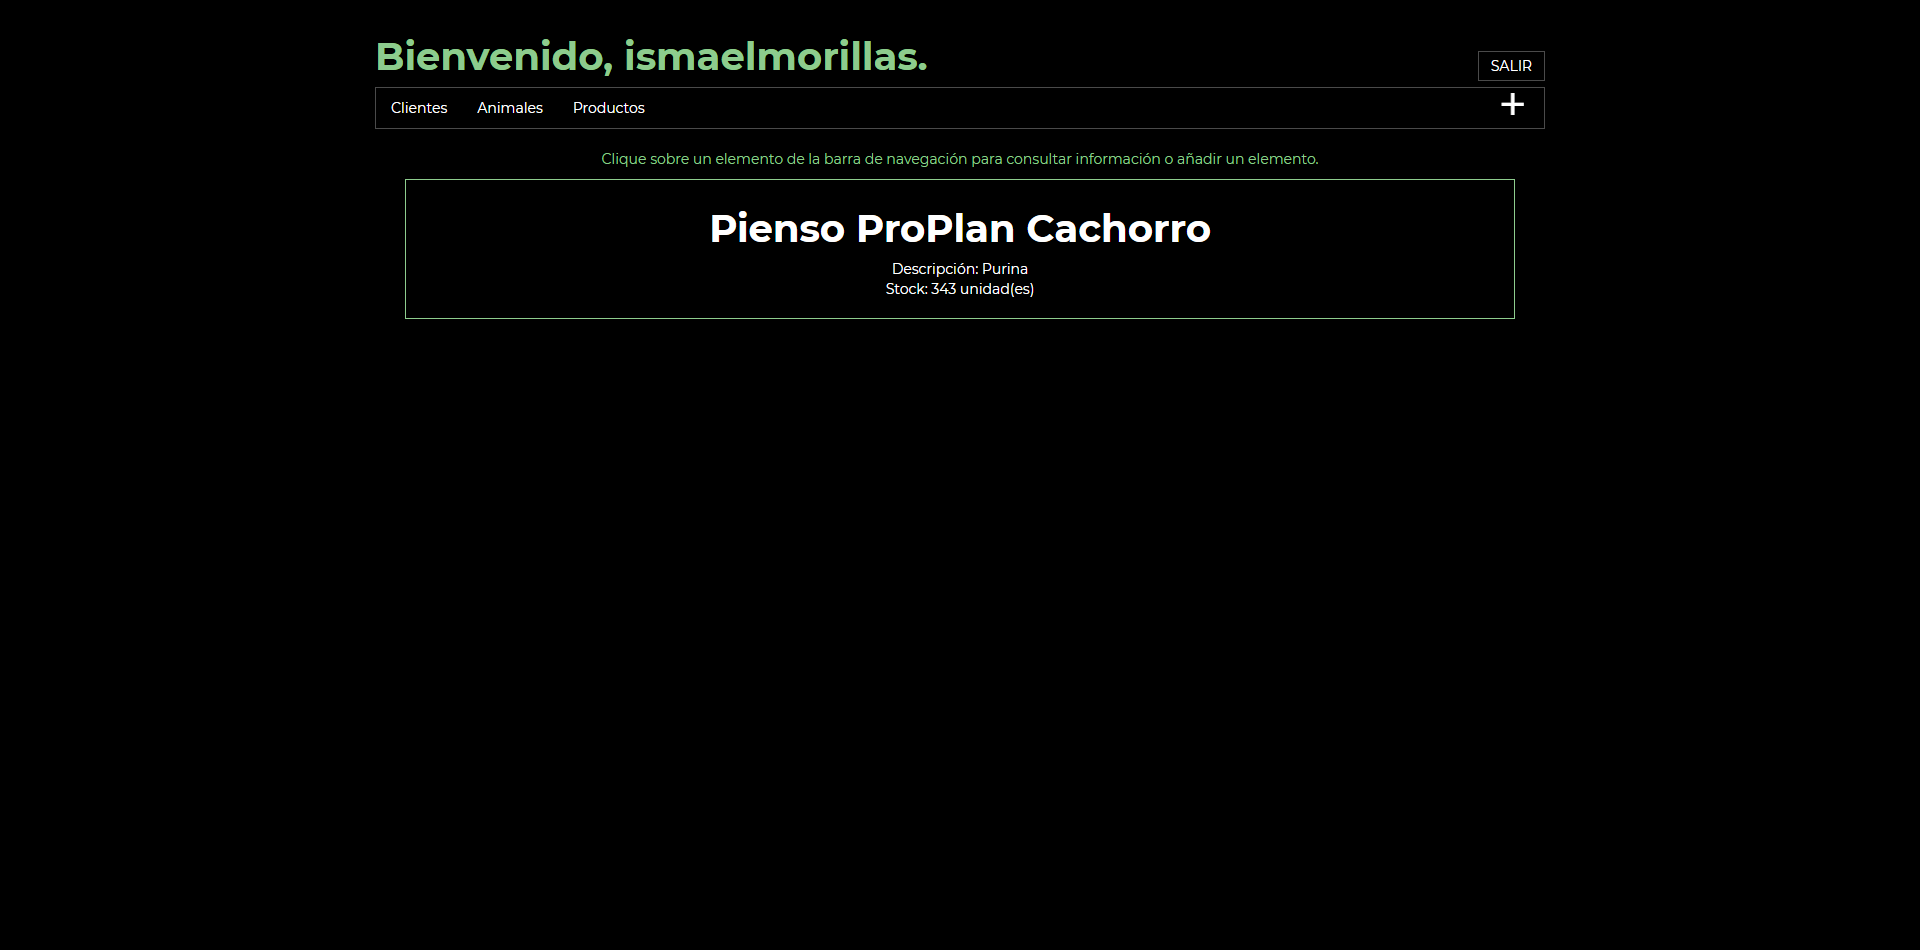 Bienvenido, ismaelmorillas.
SALIR
Clientes Animales Productos +
Clique sobre un elemento de la barra de navegación para consultar información o añadir un elemento.
Pienso ProPlan Cachorro
Descripción: Purina
Stock: 343 unidad(es)